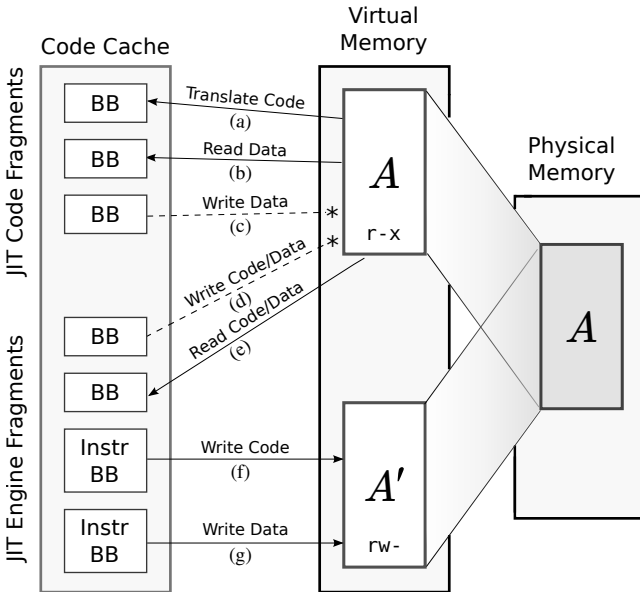 Virtual
Memory
Code Cache
Physical
Memory
JIT Code Fragments
JIT Engine Fragments
BB
Translate Code
(a)
BB
Read Data
(b)
BB
Write Data
(c)
*
A
r-x
BB
Write Code/Data
(d)
*
BB
Read Code/Data
(e)
Instr
BB
Write Code
(f)
Instr
BB
Write Data
(g)
A′
rw-
A